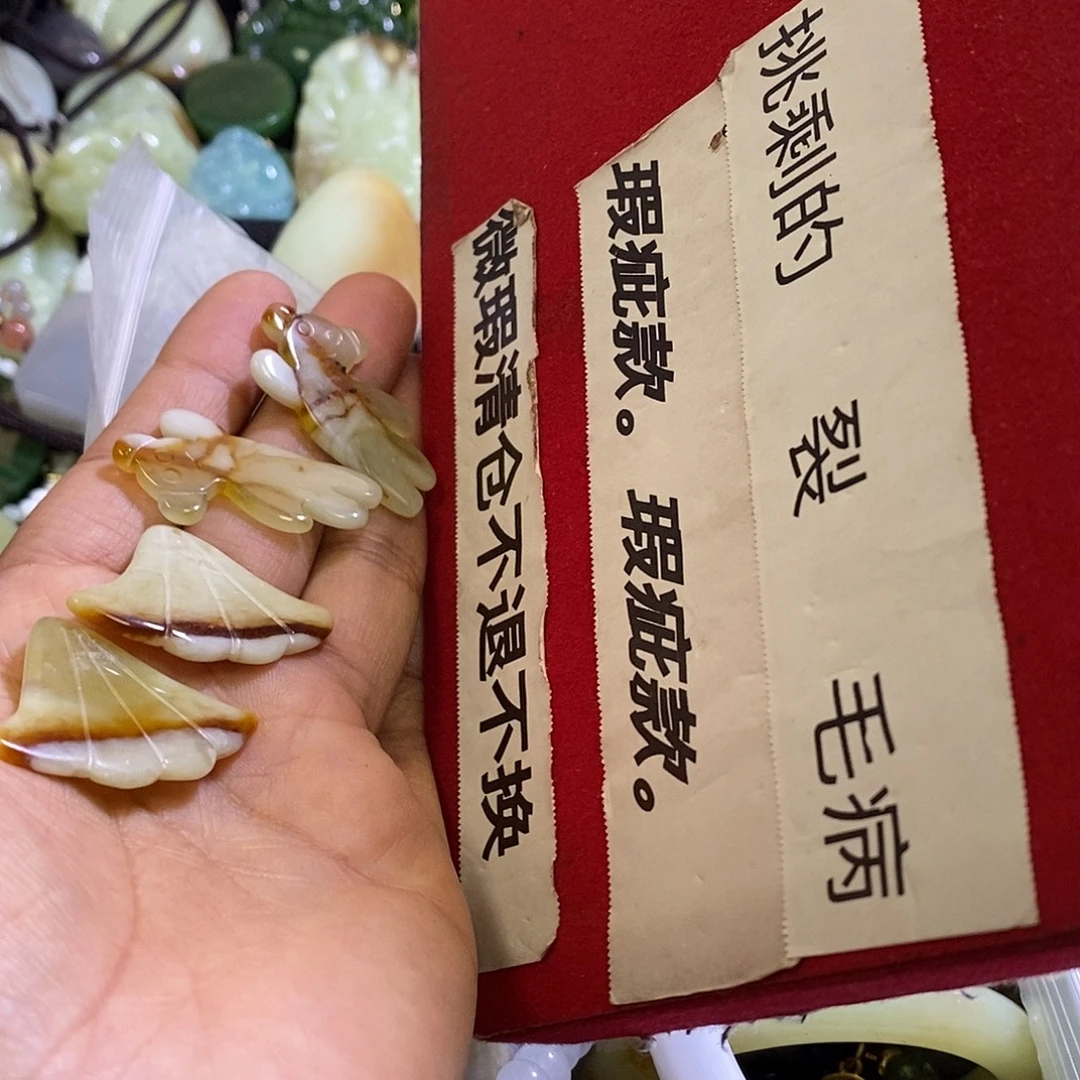 挑剩的 裂 毛病
瑕疵款。 瑕疵款。
微瑕清仓不退不换